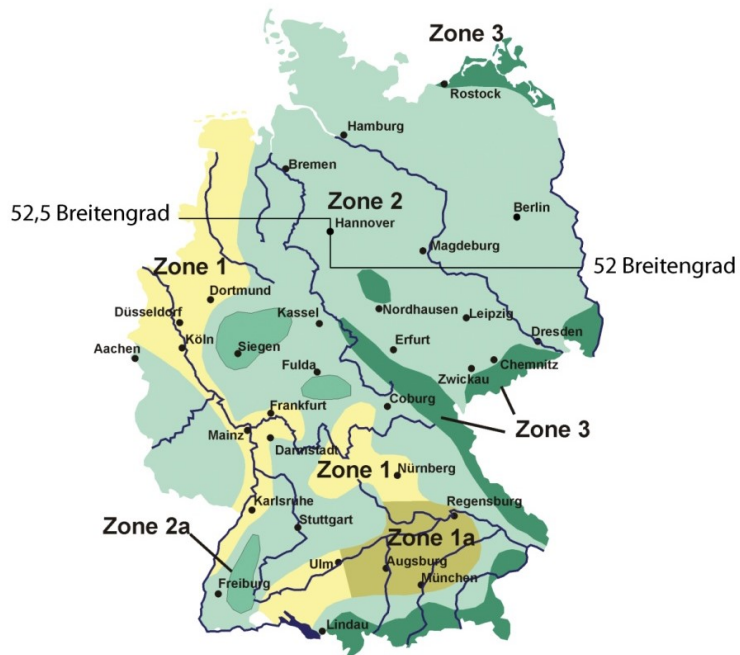 Zone 3
Rostock
Hamburg
Bremen
Zone 2
52,5 Breitengrad
Berlin
Hannover
Magdeburg
Zone 1
52 Breitengrad
Dortmund
Nordhausen
Düsseldorf
Kassel
Leipzig
Dresden
Köln
Siegen
Erfurt
Aachen
Chemnitz
Fulda
Zwickau
Frankfurt
Coburg
Zone 3
Mainz
Darmstadt
Zone 1
Nürnberg
Karlsruhe
Regensburg
Stuttgart
Zone 2a
Zone 1a
Ulm
Augsburg
Freiburg
München
Lindau